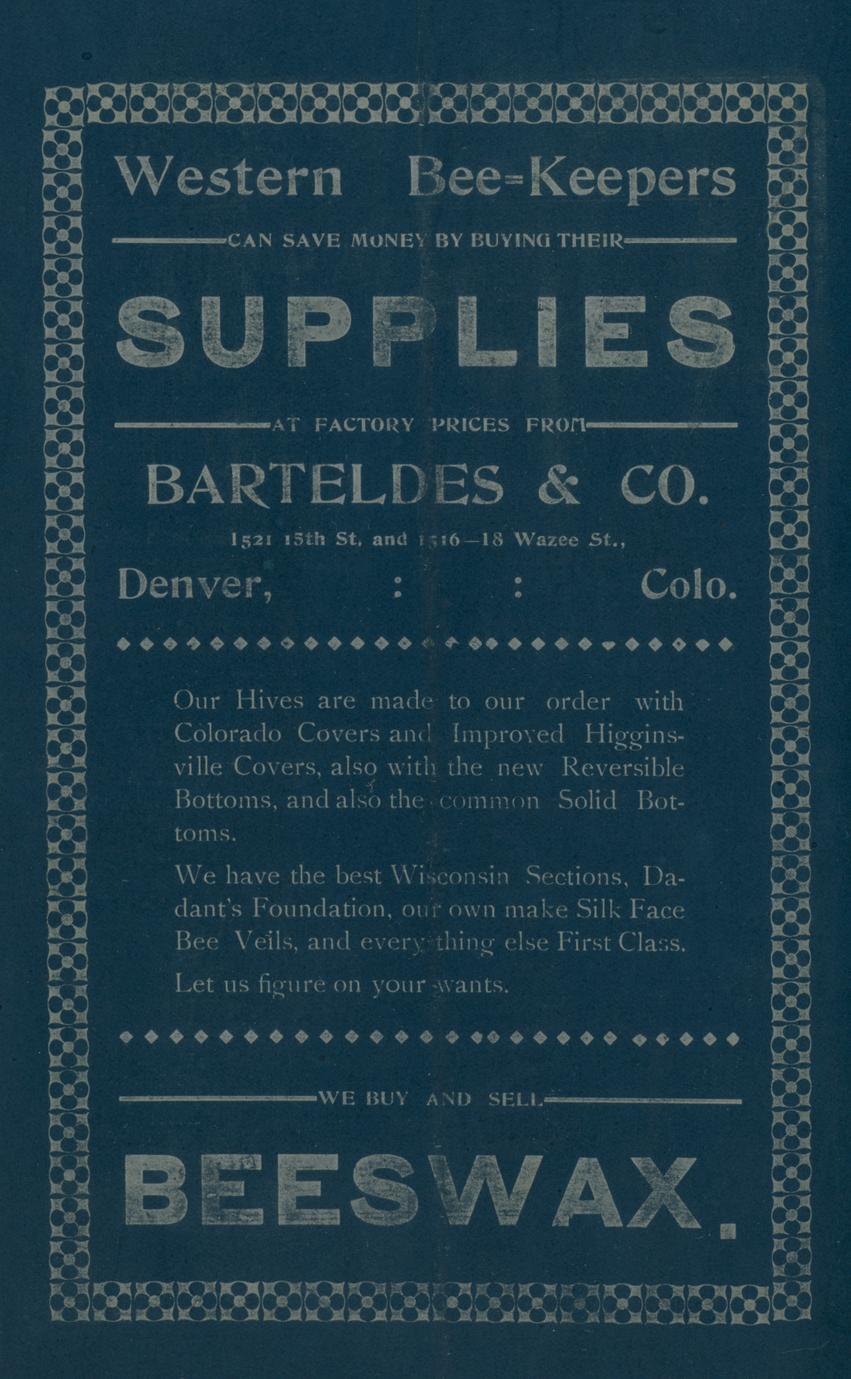 Western Bee=Keepers
CAN SAVE MONEY BY BUYING THEIR
SUPPLIES
AT FACTORY PRICES FROM
BARTELDES & CO.
1521 15th St. and 1516—18 Wazee St.,
Denver, : : Colo.
Our Hives are made to our order with
Colorado Covers and Improved Higgins-
ville Covers, also with the new Reversible
Bottoms, and also the common Solid Bot-
toms.
We have the best Wisconsin Sections, Da-
dant's Foundation, our own make Silk Face
Bee Veils, and every thing else First Class.
Let us figure on your wants.
WE BUY AND SELL
BEESWAX.